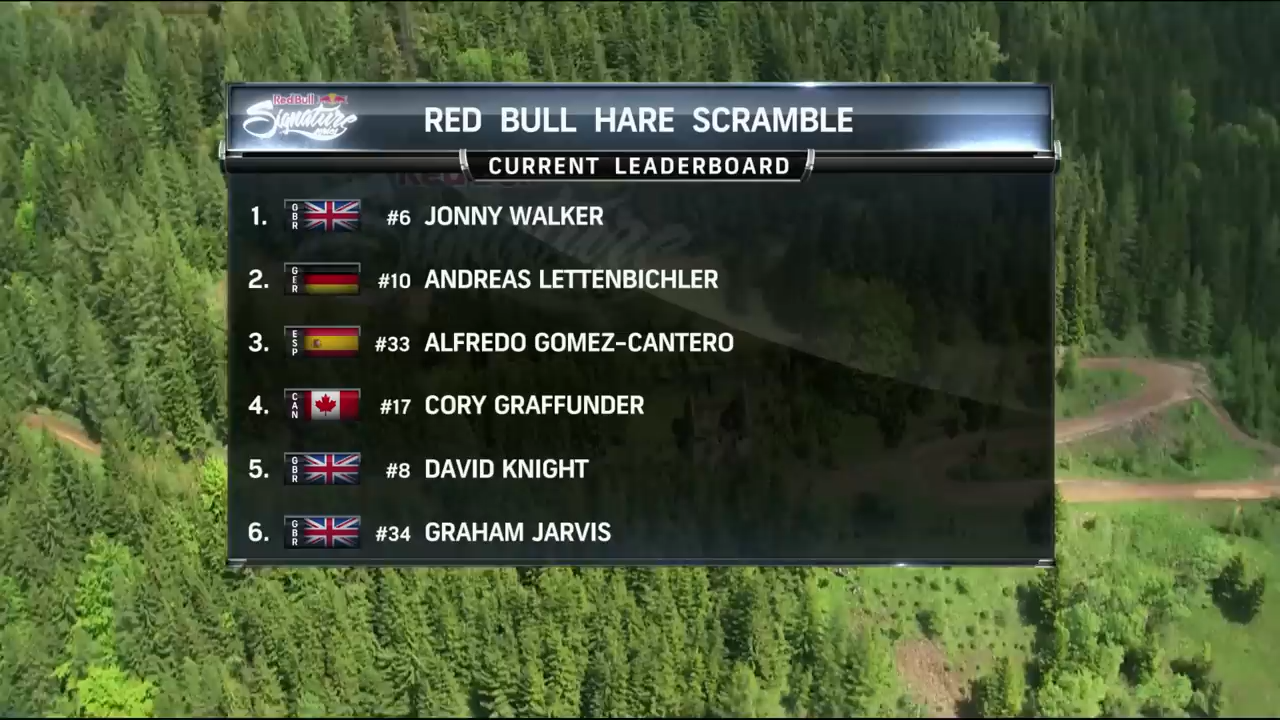 Red Bull
Signature
series
RED BULL HARE SCRAMBLE
CURRENT LEADERBOARD
1. GBR #6 JONNY WALKER
2. GER #10 ANDREAS LETTENBICHLER
3. ESP #33 ALFREDO GOMEZ-CANTERO
4. CAN #17 CORY GRAFFUNDER
5. GBR #8 DAVID KNIGHT
6. GBR #34 GRAHAM JARVIS